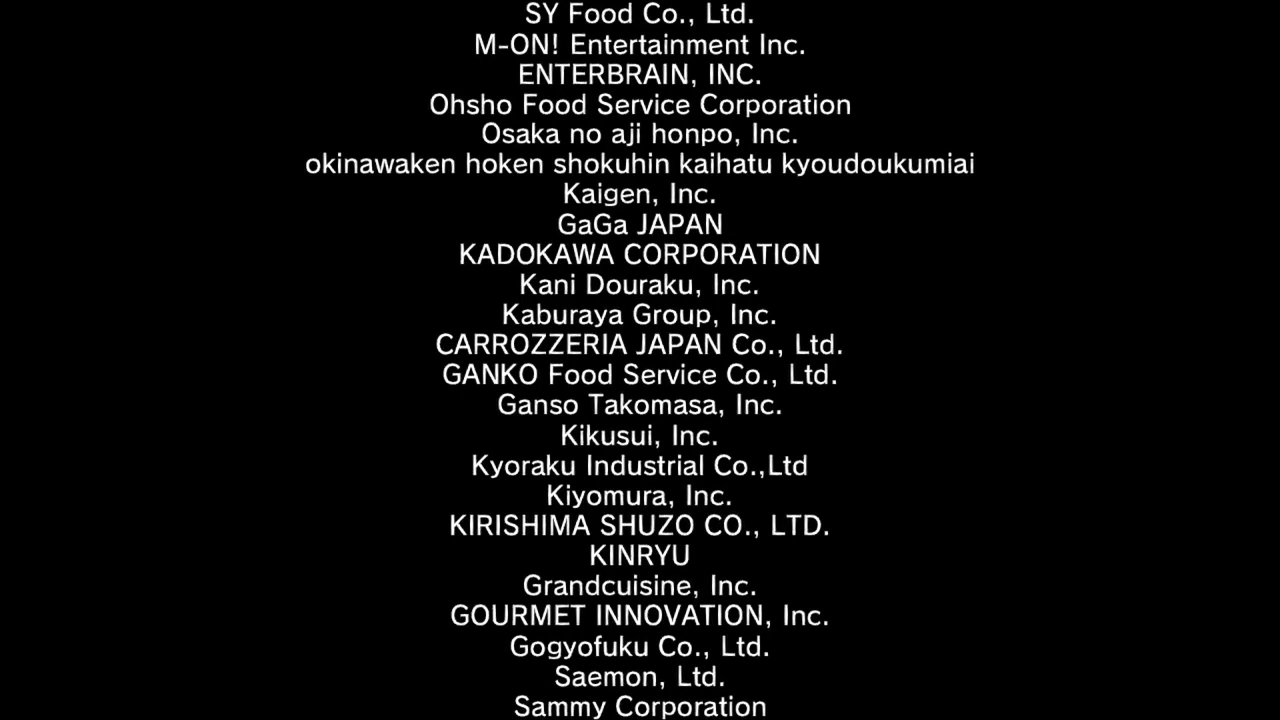 SY Food Co., Ltd.
M-ON! Entertainment Inc.
ENTERBRAIN, INC.
Ohsho Food Service Corporation
Osaka no aji honpo, Inc.
okinawaken hoken shokuhin kaihatu kyoudoukumiai
Kaigen, Inc.
GaGa JAPAN
KADOKAWA CORPORATION
Kani Douraku, Inc.
Kaburaya Group, Inc.
CARROZZERIA JAPAN Co., Ltd.
GANKO Food Service Co., Ltd.
Ganso Takomasa, Inc.
Kikusui, Inc.
Kyoraku Industrial Co.,Ltd
Kiyomura, Inc.
KIRISHIMA SHUZO CO., LTD.
KINRYU
Grandcuisine, Inc.
GOURMET INNOVATION, Inc.
Gogyofuku Co., Ltd.
Saemon, Ltd.
Sammy Corporation